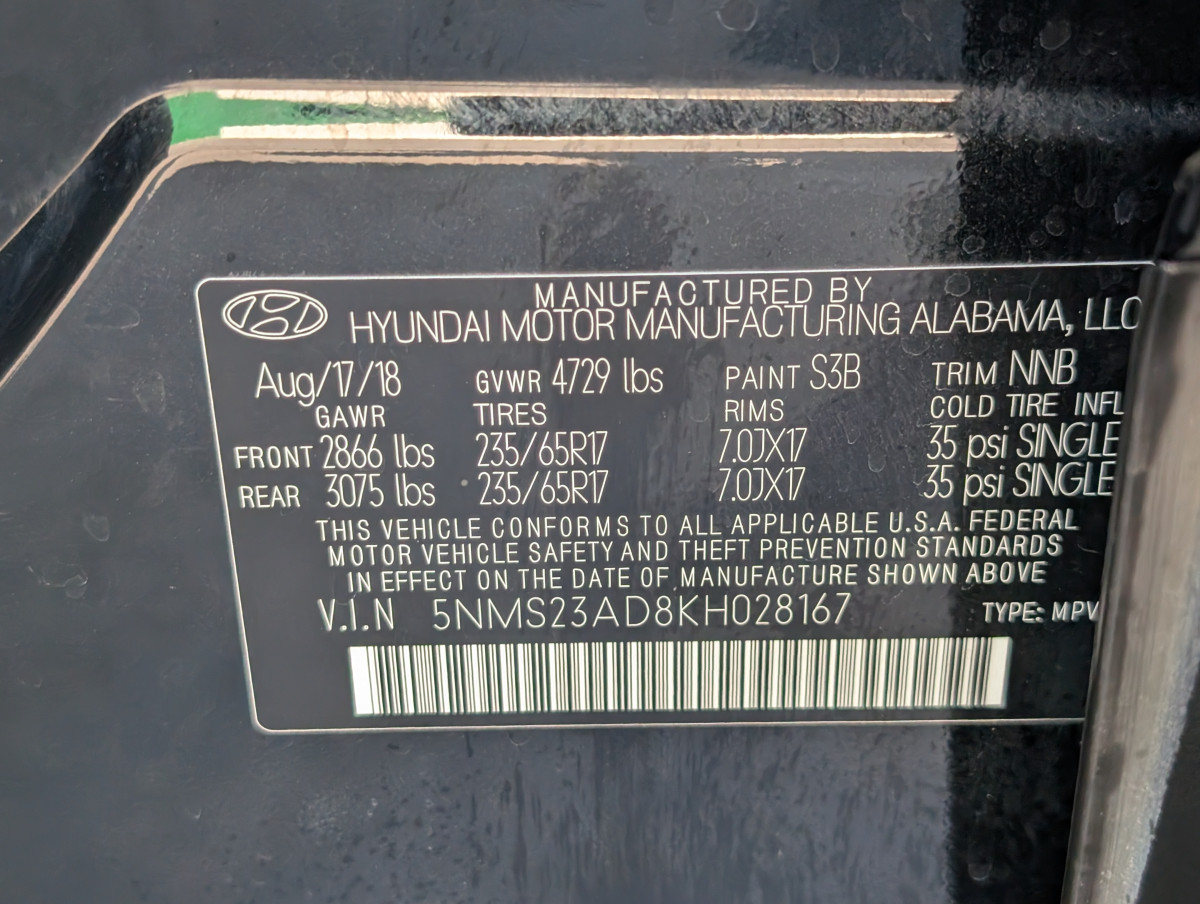 MANUFACTURED BY
HYUNDAI MOTOR MANUFACTURING ALABAMA, LLC
Aug/17/18 GVWR 4729 lbs PAINT S3B TRIM NNB
GAWR TIRES RIMS COLD TIRE INFL
FRONT 2866 lbs 235/65R17 7.0JX17 35 psi SINGLE
REAR 3075 lbs 235/65R17 7.0JX17 35 psi SINGLE
THIS VEHICLE CONFORMS TO ALL APPLICABLE U.S.A. FEDERAL
MOTOR VEHICLE SAFETY AND THEFT PREVENTION STANDARDS
IN EFFECT ON THE DATE OF MANUFACTURE SHOWN ABOVE
V.I.N 5NMS23AD8KH028167 TYPE: MPV